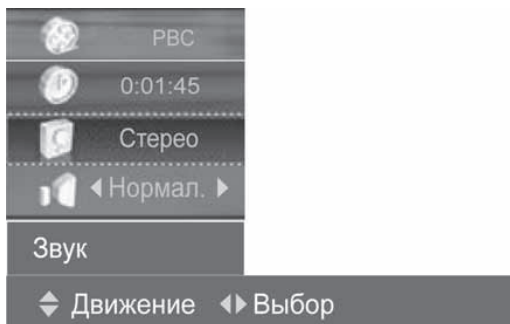 PBC
0:01:45
Стерео
Нормал.
Звук
Движение Выбор